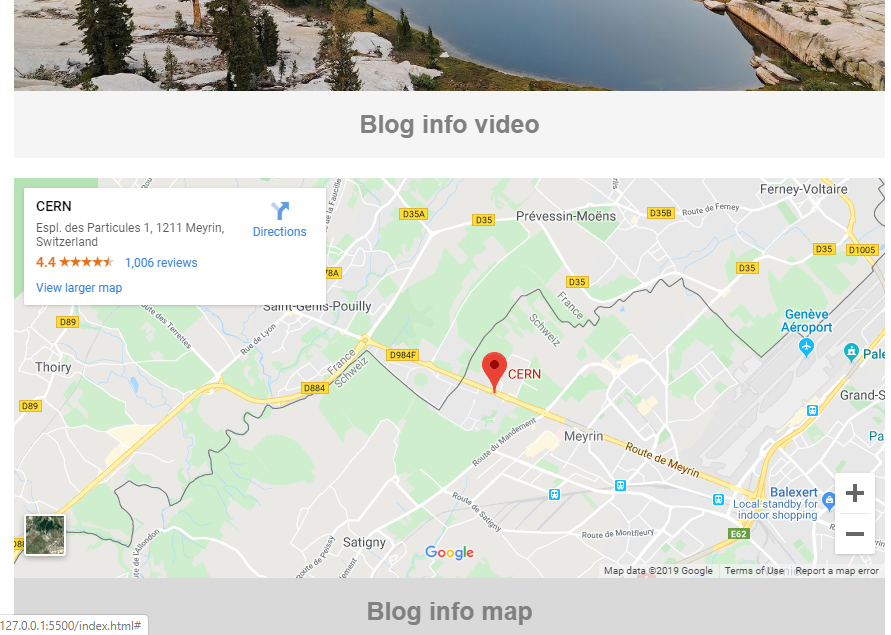 Blog info video
CERN
Espl. des Particules 1, 1211 Meyrin,
Switzerland
Directions
4.4
1,006 reviews
View larger map
Ferney-Voltaire
D35A
D35
Prévessin-Moëns
D35B
Route de Ferney
D35
D1005
D35
D35
Saint-Genis-Pouilly
France
Schweiz
Genève
Aéroport
D89
Route des Terrettes
Rue de Lyon
Thoiry
France
Schweiz
D984F
CERN
D884
D89
Grand-S
Route du Mandement
Meyrin
Route de Meyrin
Balexert
Local standby for
indoor shopping
Route de Satigny
E62
Route de Montfleury
Satigny
Route de Peissy
Google
Map data ©2019 Google
Terms of Use
Report a map error
Blog info map
127.0.0.1:5500/index.html#